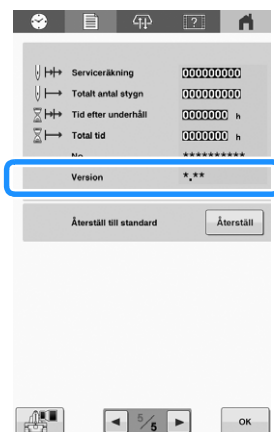 Serviceräkning 000000000
Totalt antal stygn 000000000
Tid efter underhåll 0000000 h
Total tid 0000000 h
No. **********
Version *.**
Återställ till standard Återställ
5/5 OK